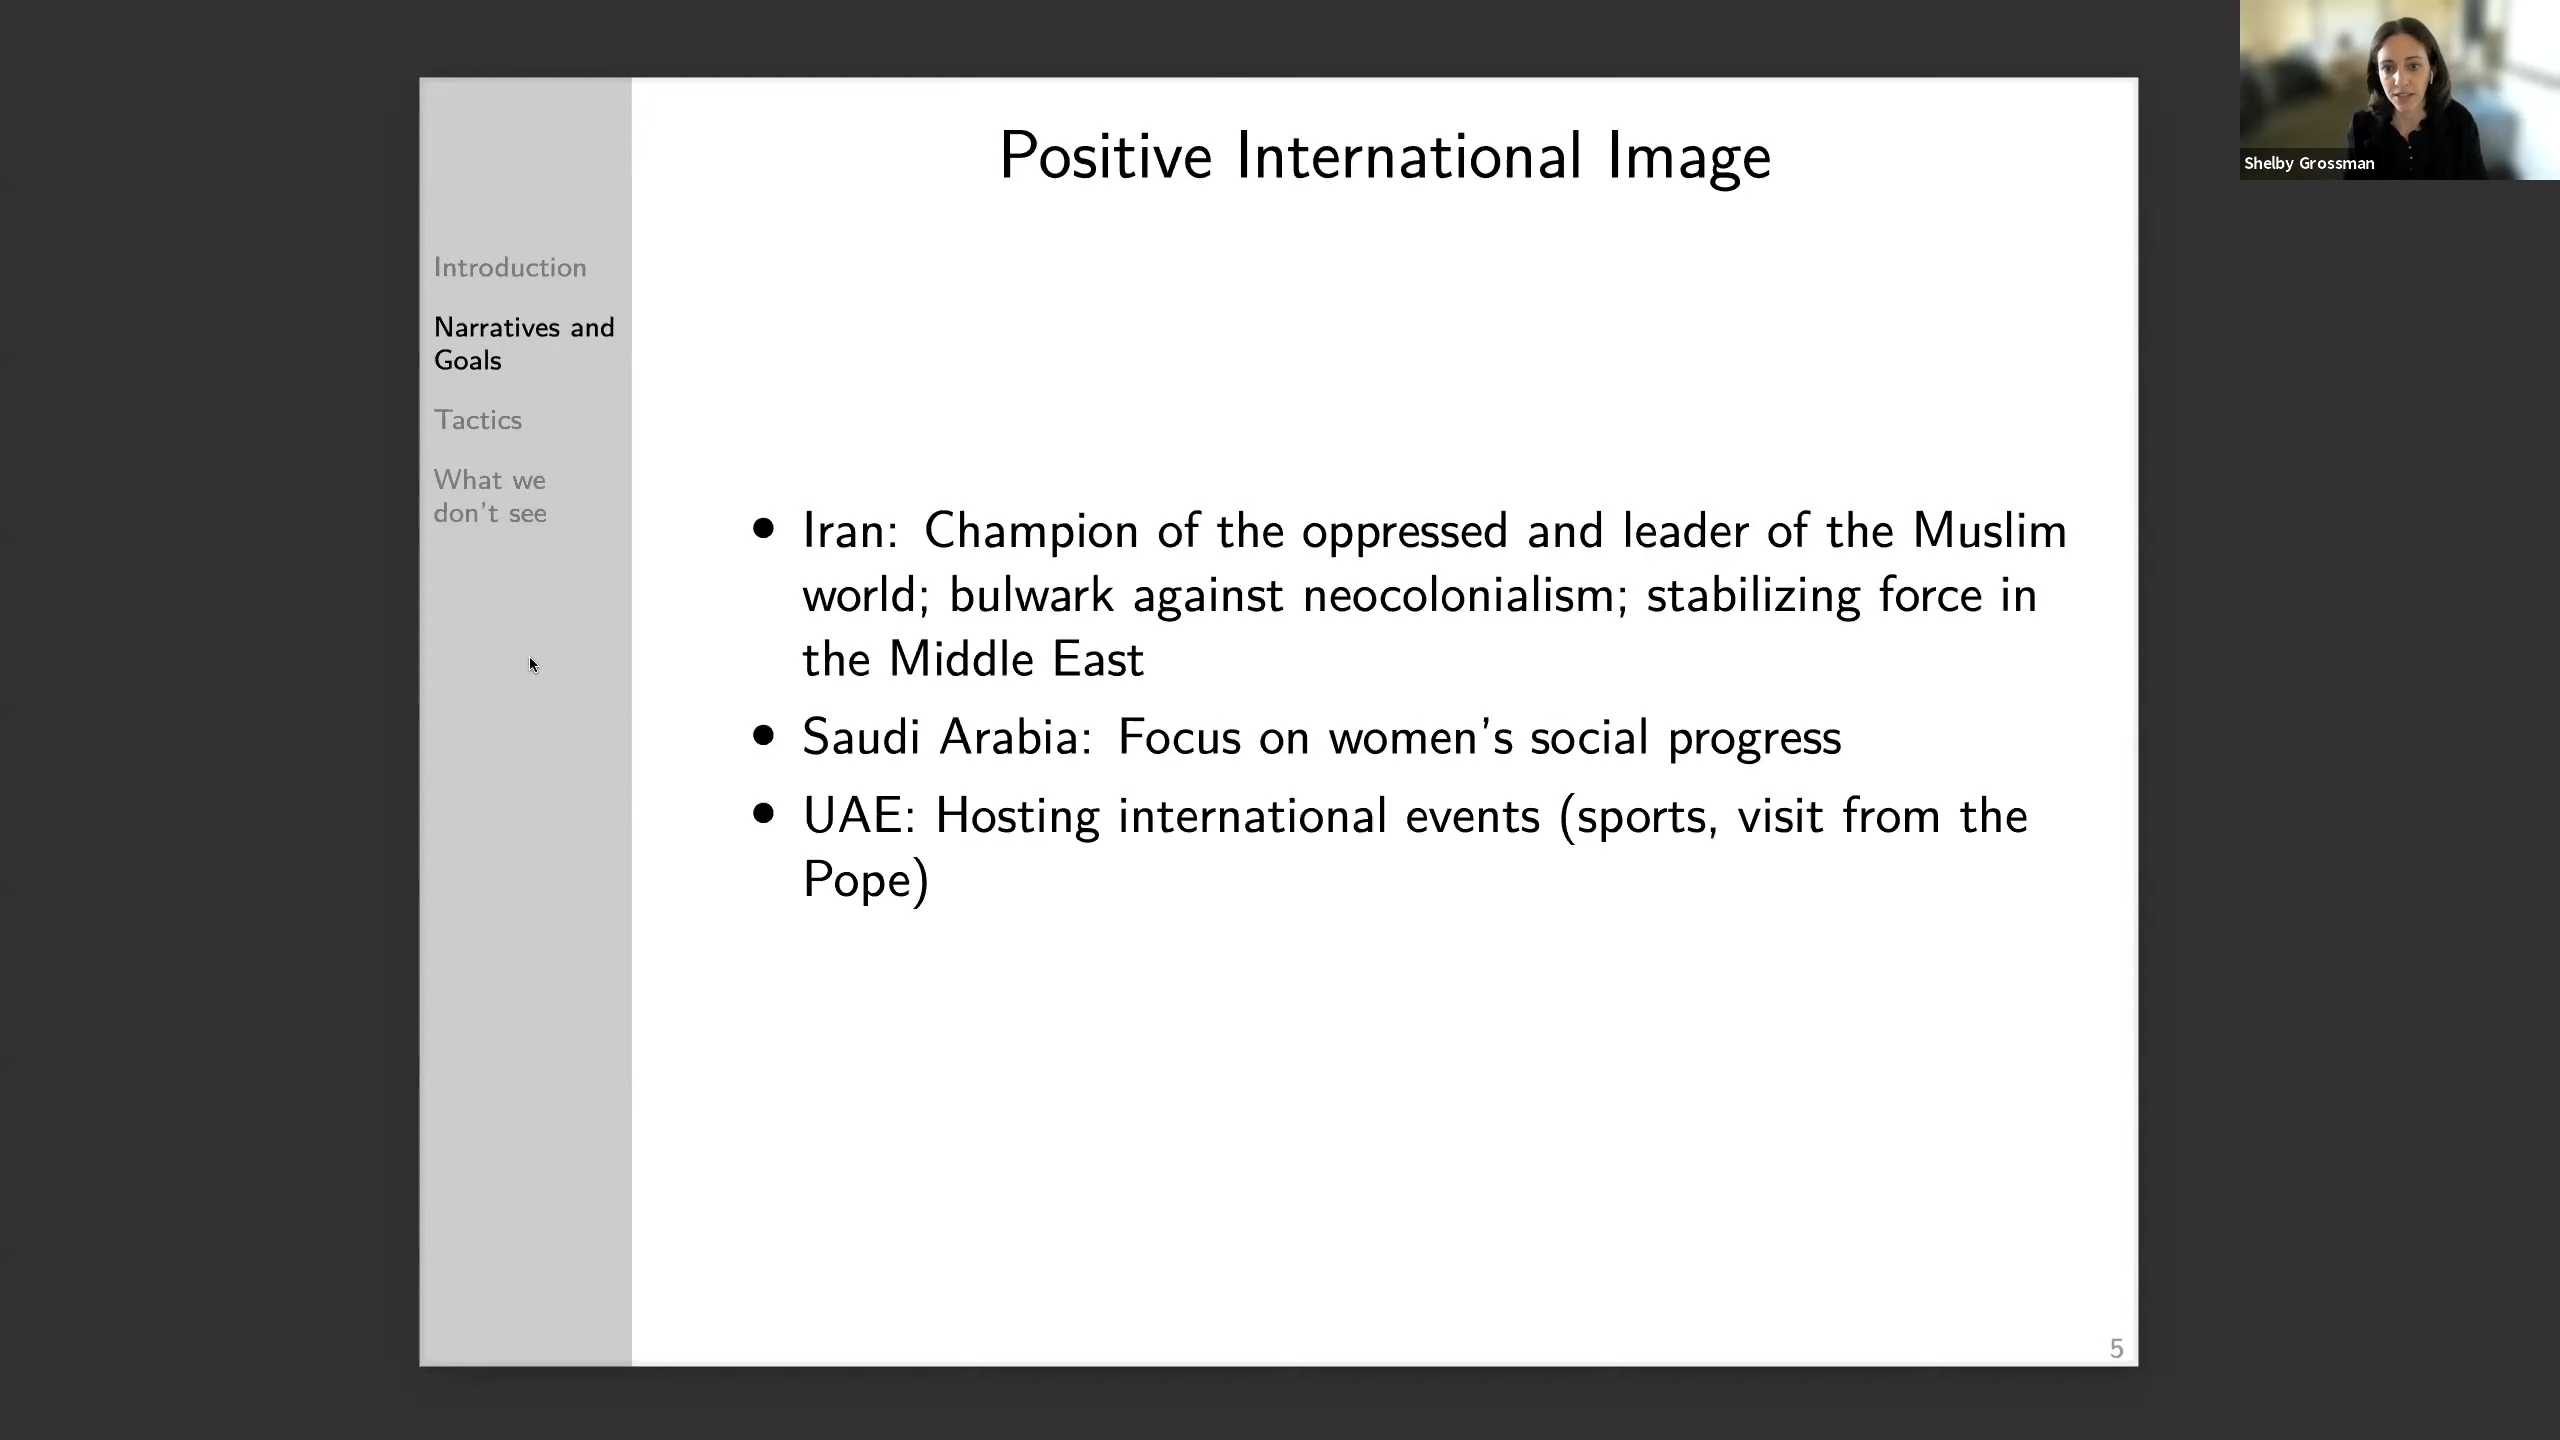 Positive International Image
Shelby Grossman
Introduction
Narratives and
Goals
Tactics
What we
don't see
• Iran: Champion of the oppressed and leader of the Muslim
world; bulwark against neocolonialism; stabilizing force in
the Middle East
• Saudi Arabia: Focus on women's social progress
• UAE: Hosting international events (sports, visit from the
Pope)
5